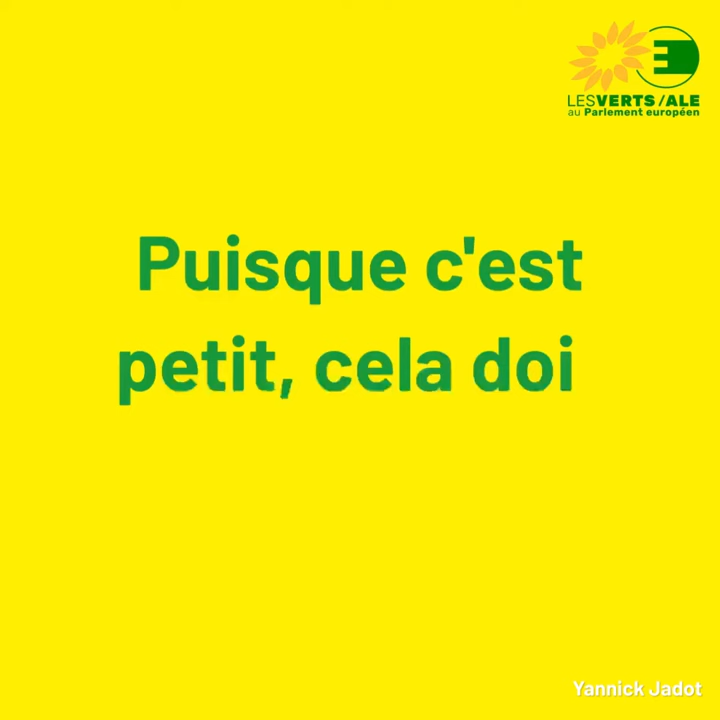 LESVERTS/ALE
au Parlement européen
Puisque c'est
petit, cela doi
Yannick Jadot